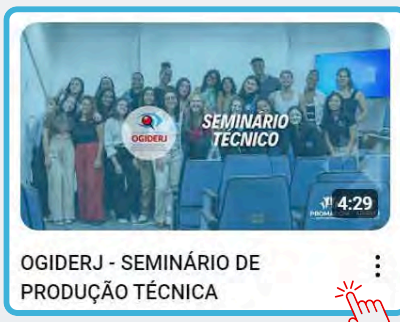 SEMINÁRIO
TÉCNICO
OGIDERJ
4:29
OGIDERJ - SEMINÁRIO DE
PRODUÇÃO TÉCNICA